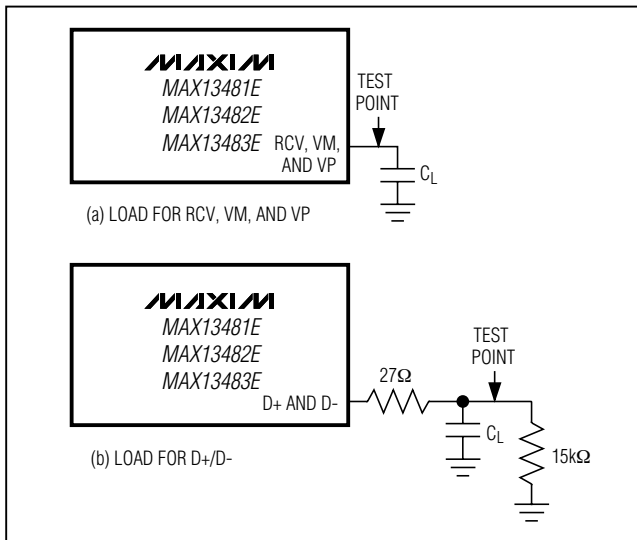 MAXIM
MAX13481E
MAX13482E
MAX13483E
RCV, VM,
AND VP
TEST
POINT
CL
(a) LOAD FOR RCV, VM, AND VP
MAXIM
MAX13481E
MAX13482E
MAX13483E
D+ AND D-
27Ω
TEST
POINT
CL
15kΩ
(b) LOAD FOR D+/D-